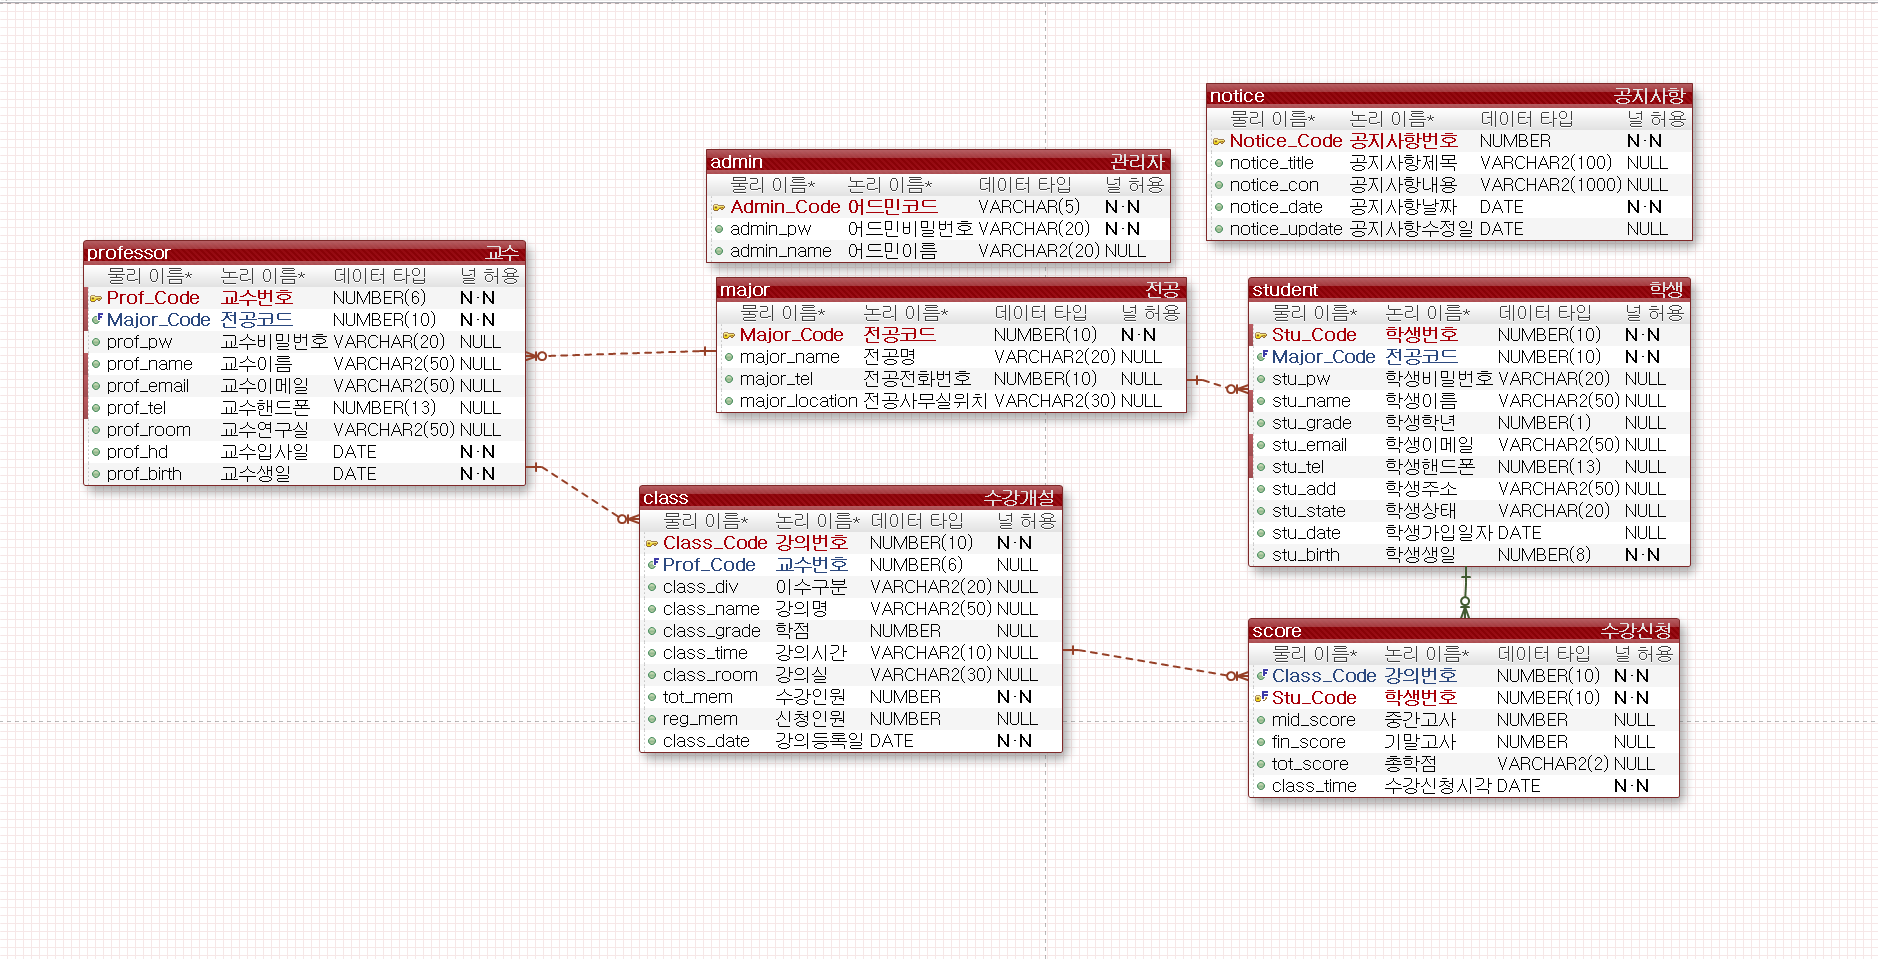 notice 공지사항
물리 이름* 논리 이름* 데이터 타입 널 허용
Notice_Code 공지사항번호 NUMBER N·N
notice_title 공지사항제목 VARCHAR2(100) NULL
notice_con 공지사항내용 VARCHAR2(1000) NULL
notice_date 공지사항날짜 DATE N·N
notice_update 공지사항수정일 DATE NULL
admin 관리자
물리 이름* 논리 이름* 데이터 타입 널 허용
Admin_Code 어드민코드 VARCHAR(5) N·N
admin_pw 어드민비밀번호 VARCHAR(20) N·N
admin_name 어드민이름 VARCHAR2(20) NULL
professor 교수
물리 이름* 논리 이름* 데이터 타입 널 허용
Prof_Code 교수번호 NUMBER(6) N·N
Major_Code 전공코드 NUMBER(10) N·N
prof_pw 교수비밀번호 VARCHAR(20) NULL
prof_name 교수이름 VARCHAR2(50) NULL
prof_email 교수이메일 VARCHAR2(50) NULL
prof_tel 교수핸드폰 NUMBER(13) NULL
prof_room 교수연구실 VARCHAR2(50) NULL
prof_hd 교수입사일 DATE N·N
prof_birth 교수생일 DATE N·N
major 전공
물리 이름* 논리 이름* 데이터 타입 널 허용
Major_Code 전공코드 NUMBER(10) N·N
major_name 전공명 VARCHAR2(20) NULL
major_tel 전공전화번호 NUMBER(10) NULL
major_location 전공사무실위치 VARCHAR2(30) NULL
student 학생
물리 이름* 논리 이름* 데이터 타입 널 허용
Stu_Code 학생번호 NUMBER(10) N·N
Major_Code 전공코드 NUMBER(10) N·N
stu_pw 학생비밀번호 VARCHAR(20) NULL
stu_name 학생이름 VARCHAR2(50) NULL
stu_grade 학생학년 NUMBER(1) NULL
stu_email 학생이메일 VARCHAR2(50) NULL
stu_tel 학생핸드폰 NUMBER(13) NULL
stu_add 학생주소 VARCHAR2(50) NULL
stu_state 학생상태 VARCHAR(20) NULL
stu_date 학생가입일자 DATE NULL
stu_birth 학생생일 NUMBER(8) N·N
class 수강개설
물리 이름* 논리 이름* 데이터 타입 널 허용
Class_Code 강의번호 NUMBER(10) N·N
Prof_Code 교수번호 NUMBER(6) NULL
class_div 이수구분 VARCHAR2(20) NULL
class_name 강의명 VARCHAR2(50) NULL
class_grade 학점 NUMBER NULL
class_time 강의시간 VARCHAR2(10) NULL
class_room 강의실 VARCHAR2(30) NULL
tot_mem 수강인원 NUMBER N·N
reg_mem 신청인원 NUMBER NULL
class_date 강의등록일 DATE N·N
score 수강신청
물리 이름* 논리 이름* 데이터 타입 널 허용
Class_Code 강의번호 NUMBER(10) N·N
Stu_Code 학생번호 NUMBER(10) N·N
mid_score 중간고사 NUMBER NULL
fin_score 기말고사 NUMBER NULL
tot_score 총학점 VARCHAR2(2) NULL
class_time 수강신청시각 DATE N·N